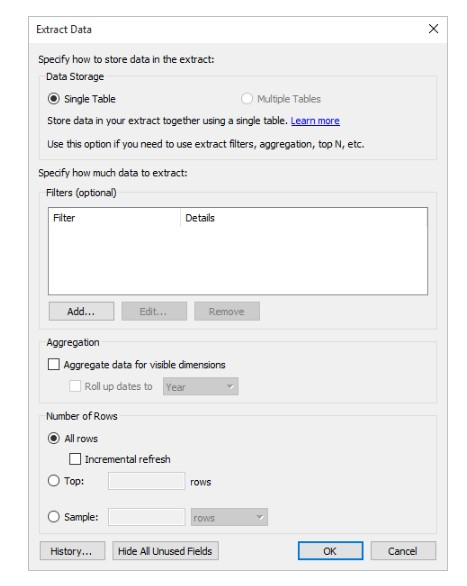 Extract Data
Specify how to store data in the extract:
Data Storage
Single Table
Multiple Tables
Store data in your extract together using a single table. Learn more
Use this option if you need to use extract filters, aggregation, top N, etc.
Specify how much data to extract:
Filters (optional)
Filter Details
Add... Edit... Remove
Aggregation
Aggregate data for visible dimensions
Roll up dates to Year
Number of Rows
All rows
Incremental refresh
Top: rows
Sample: rows
History... Hide All Unused Fields OK Cancel